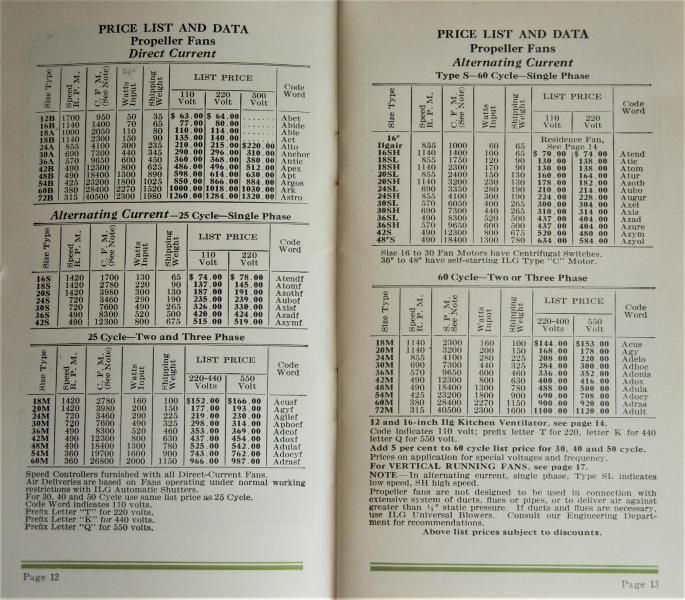 PRICE LIST AND DATA
Propeller Fans
Direct Current
Size Type Speed R. P. M. C. F. M. (See Note) Watts Input Shipping Weight LIST PRICE Code Word
110 Volt 220 Volt 500 Volt
12B 1700 950 50 35 $ 63.00 $ 64.00 ........ Abet
16B 1140 1400 70 65 77.00 80.00 ........ Abide
18A 1000 2050 110 80 110.00 114.00 ........ Able
18B 1140 2300 150 90 135.00 140.00 ........ Act
24A 855 4100 300 235 210.00 215.00 $220.00 Alto
30A 690 7300 440 345 290.00 296.00 310.00 Anchor
36A 570 9650 600 450 360.00 368.00 380.00 Antic
42B 490 12300 800 625 486.00 496.00 512.00 Apex
48B 490 18400 1300 890 598.00 614.00 630.00 Apt
54B 425 23200 1800 1025 850.00 866.00 884.00 Argos
60B 380 28400 2270 1520 1000.00 1018.00 1050.00 Ark
72B 315 40500 2300 1980 1260.00 1284.00 1320.00 Astro
Alternating Current—25 Cycle—Single Phase
Size Type Speed R. P. M. C. F. M. (See Note) Watts Input Shipping Weight LIST PRICE Code Word
110 Volt 220 Volt
16S 1420 1700 130 65 $ 74.00 $ 78.00 Atendf
18S 1420 2780 220 90 137.00 145.00 Atomf
20S 1420 3980 300 130 187.00 191.00 Azothf
24S 720 3460 290 190 235.00 239.00 Aubof
30S 720 7600 490 265 326.00 330.00 Axisf
36S 490 8300 520 500 420.00 424.00 Azadf
42S 490 12300 800 675 515.00 519.00 Azymf
25 Cycle—Two and Three Phase
Size Type Speed R. P. M. C. F. M. (See Note) Watts Input Shipping Weight LIST PRICE Code Word
220-440 Volts 550 Volt
18M 1420 2780 160 100 $152.00 $166.00 Acusf
20M 1420 3980 200 150 177.00 193.00 Agyf
24M 720 3460 290 225 219.00 230.00
30M 720 7600 490 325 298.00 314.00 Aphoef
36M 490 8300 520 460 353.00 369.00 Adeof
42M 490 12300 800 630 437.00 454.00 Adoxf
48M 490 18400 1300 780 525.00 542.00 Adulaf
54M 360 19700 1600 900 743.00 762.00 Adocyf
60M 360 26800 2000 1150 966.00 987.00 Adrasf
Speed Controllers furnished with all Direct-Current Fans.
Air Deliveries are based on Fans operating under normal working
restrictions with ILG Automatic Shutters.
For 30, 40 and 50 Cycle use same list price as 25 Cycle.
Code Word indicates 110 volts.
Prefix Letter "T" for 220 volts.
Prefix Letter "K" for 440 volts.
Prefix Letter "Q" for 550 volts.
Page 12
PRICE LIST AND DATA
Propeller Fans
Alternating Current
Type S—60 Cycle—Single Phase
Size Type Speed R. P. M. C. F. M. (See Note) Watts Input Shipping Weight LIST PRICE Code Word
110 Volt 220 Volt
16" Ilgair 855 1000 60 65 Residence Fan, See Page 14
16SH 1140 1400 100 65 $ 70.00 $ 74.00 Atend
18SL 855 1750 120 90 130.00 138.00 Atic
18SH 1140 2300 170 90 130.00 138.00 Atom
20SL 855 2400 150 130 160.00 164.00 Atur
20SH 1140 3200 230 130 178.00 182.00 Azoth
24SL 690 3350 280 190 210.00 214.00 Aubo
24SH 855 4100 300 190 224.00 228.00 Augur
30SL 570 6050 400 265 300.00 304.00 Axel
30SH 690 7300 440 265 310.00 314.00 Axis
36SL 490 8300 520 500 437.00 404.00 Azad
36SH 570 9650 600 500 437.00 404.00 Azure
42S 490 12300 800 675 520.00 480.00 Azym
48"S 490 18400 1300 780 634.00 584.00 Azyol
Size 16 to 30 Fan Motors have Centrifugal Switches.
36" to 48" have self-starting ILG Type "C" Motor.
60 Cycle—Two or Three Phase
Size Type Speed R. P. M. S. P. M. See Note Watts Input Shipping Weight LIST PRICE Code Word
220-400 Volts 550 Volt
18M 1140 2300 160 100 $144.00 $153.00 Acus
20M 1140 3200 200 150 168.00 178.00 Agy
24M 855 4100 280 225 208.00 220.00 Adelo
30M 690 7300 440 325 284.00 300.00 Adhoc
36M 570 9650 600 460 336.00 352.00 Adonis
42M 490 12300 800 630 400.00 416.00 Adox
48M 490 18400 1300 780 488.00 500.00 Adula
54M 425 23200 1800 900 690.00 708.00 Adocy
60M 380 28400 2270 1150 900.00 920.00 Adras
72M 315 40500 2300 1600 1100.00 1120.00 Adult
12 and 16-inch Ilg Kitchen Ventilator, see page 14.
Code indicates 110 volt; prefix letter T for 220, letter K for 440
letter Q for 550 volt.
Add 5 per cent to 60 cycle list price for 30, 40 and 50 cycle.
Prices on application for special voltages and frequency.
For VERTICAL RUNNING FANS, see page 17.
NOTE—In alternating current, single phase, Type SL indicates
low speed, SH high speed.
Propeller fans are not designed to be used in connection with
extensive system of ducts, flues or pipes, or to deliver air against
greater than ¼" static pressure. If ducts and flues are necessary,
use ILG Universal Blowers. Consult our Engineering Depart-
ment for recommendations.
Above list prices subject to discounts.
Page 13